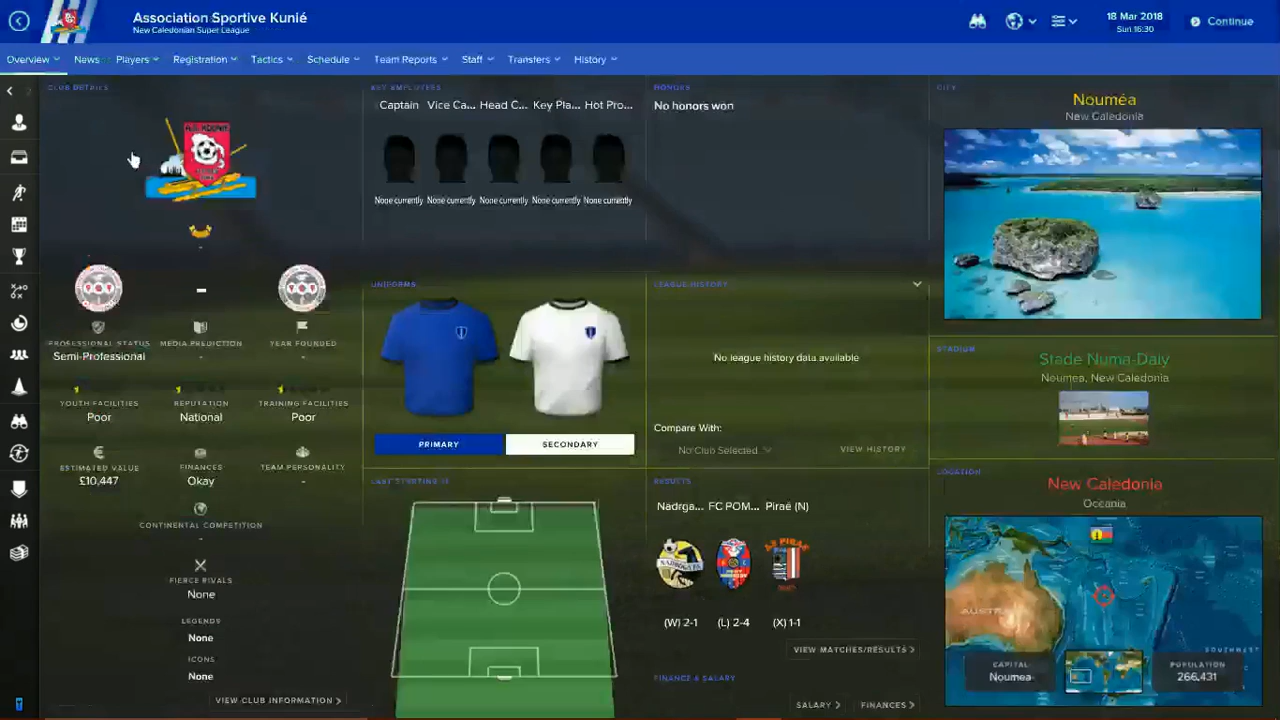 Association Sportive Kunié
New Caledonian Super League
18 Mar 2018
Sun 16:30
Continue
Overview
News
Players
Registration
Tactics
Schedule
Team Reports
Staff
Transfers
History
CLUB DETAILS
PROFESSIONAL STATUS
Semi-Professional
MEDIA PREDICTION
-
YEAR FOUNDED
-
YOUTH FACILITIES
Poor
REPUTATION
National
TRAINING FACILITIES
Poor
ESTIMATED VALUE
£10,447
FINANCES
Okay
TEAM PERSONALITY
-
CONTINENTAL COMPETITION
-
FIERCE RIVALS
None
LEGENDS
None
ICONS
None
VIEW CLUB INFORMATION >
KEY EMPLOYEES
Captain Vice Ca... Head C... Key Pla... Hot Pro...
None currently None currently None currently None currently None currently
UNIFORMS
PRIMARY
SECONDARY
LAST STARTING 11
HONORS
No honors won
LEAGUE HISTORY
No league history data available
Compare With:
No Club Selected
VIEW HISTORY
RESULTS
Nadrga... FC POM... Piraé (N)
(W) 2-1 (L) 2-4 (X) 1-1
VIEW MATCHES/RESULTS >
FINANCE & SALARY
SALARY >
FINANCES >
CITY
Nouméa
New Caledonia
STADIUM
Stade Numa-Daly
Noumea, New Caledonia
LOCATION
New Caledonia
Oceania
CAPITAL
Noumea
POPULATION
266,431